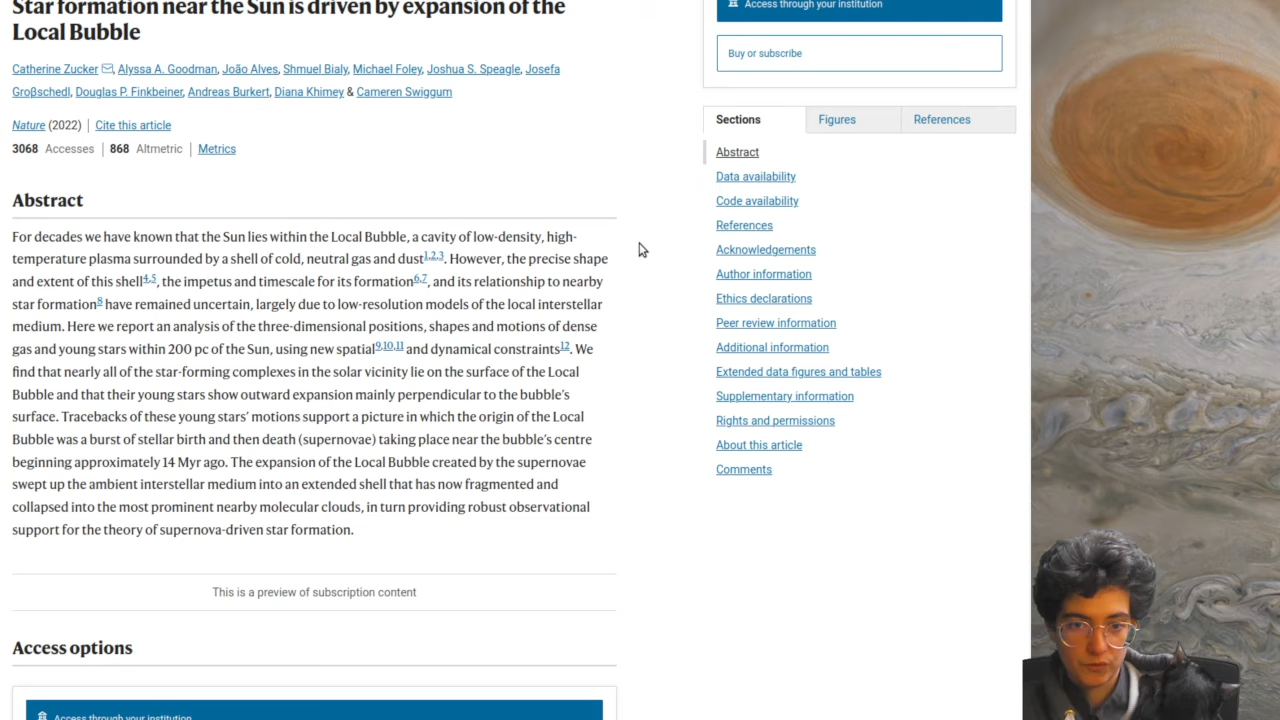 Star formation near the Sun is driven by expansion of the
Local Bubble
Catherine Zucker, Alyssa A. Goodman, João Alves, Shmuel Bialy, Michael Foley, Joshua S. Speagle, Josefa
Groβschedl, Douglas P. Finkbeiner, Andreas Burkert, Diana Khimey & Cameren Swiggum
Nature (2022) | Cite this article
3068 Accesses | 868 Altmetric | Metrics
Abstract
For decades we have known that the Sun lies within the Local Bubble, a cavity of low-density, high-
temperature plasma surrounded by a shell of cold, neutral gas and dust1,2,3. However, the precise shape
and extent of this shell4,5, the impetus and timescale for its formation6,7, and its relationship to nearby
star formation8 have remained uncertain, largely due to low-resolution models of the local interstellar
medium. Here we report an analysis of the three-dimensional positions, shapes and motions of dense
gas and young stars within 200 pc of the Sun, using new spatial9,10,11 and dynamical constraints12. We
find that nearly all of the star-forming complexes in the solar vicinity lie on the surface of the Local
Bubble and that their young stars show outward expansion mainly perpendicular to the bubble's
surface. Tracebacks of these young stars' motions support a picture in which the origin of the Local
Bubble was a burst of stellar birth and then death (supernovae) taking place near the bubble's centre
beginning approximately 14 Myr ago. The expansion of the Local Bubble created by the supernovae
swept up the ambient interstellar medium into an extended shell that has now fragmented and
collapsed into the most prominent nearby molecular clouds, in turn providing robust observational
support for the theory of supernova-driven star formation.
This is a preview of subscription content
Access options
Access through your institution
Access through your institution
Buy or subscribe
Sections Figures References
Abstract
Data availability
Code availability
References
Acknowledgements
Author information
Ethics declarations
Peer review information
Additional information
Extended data figures and tables
Supplementary information
Rights and permissions
About this article
Comments